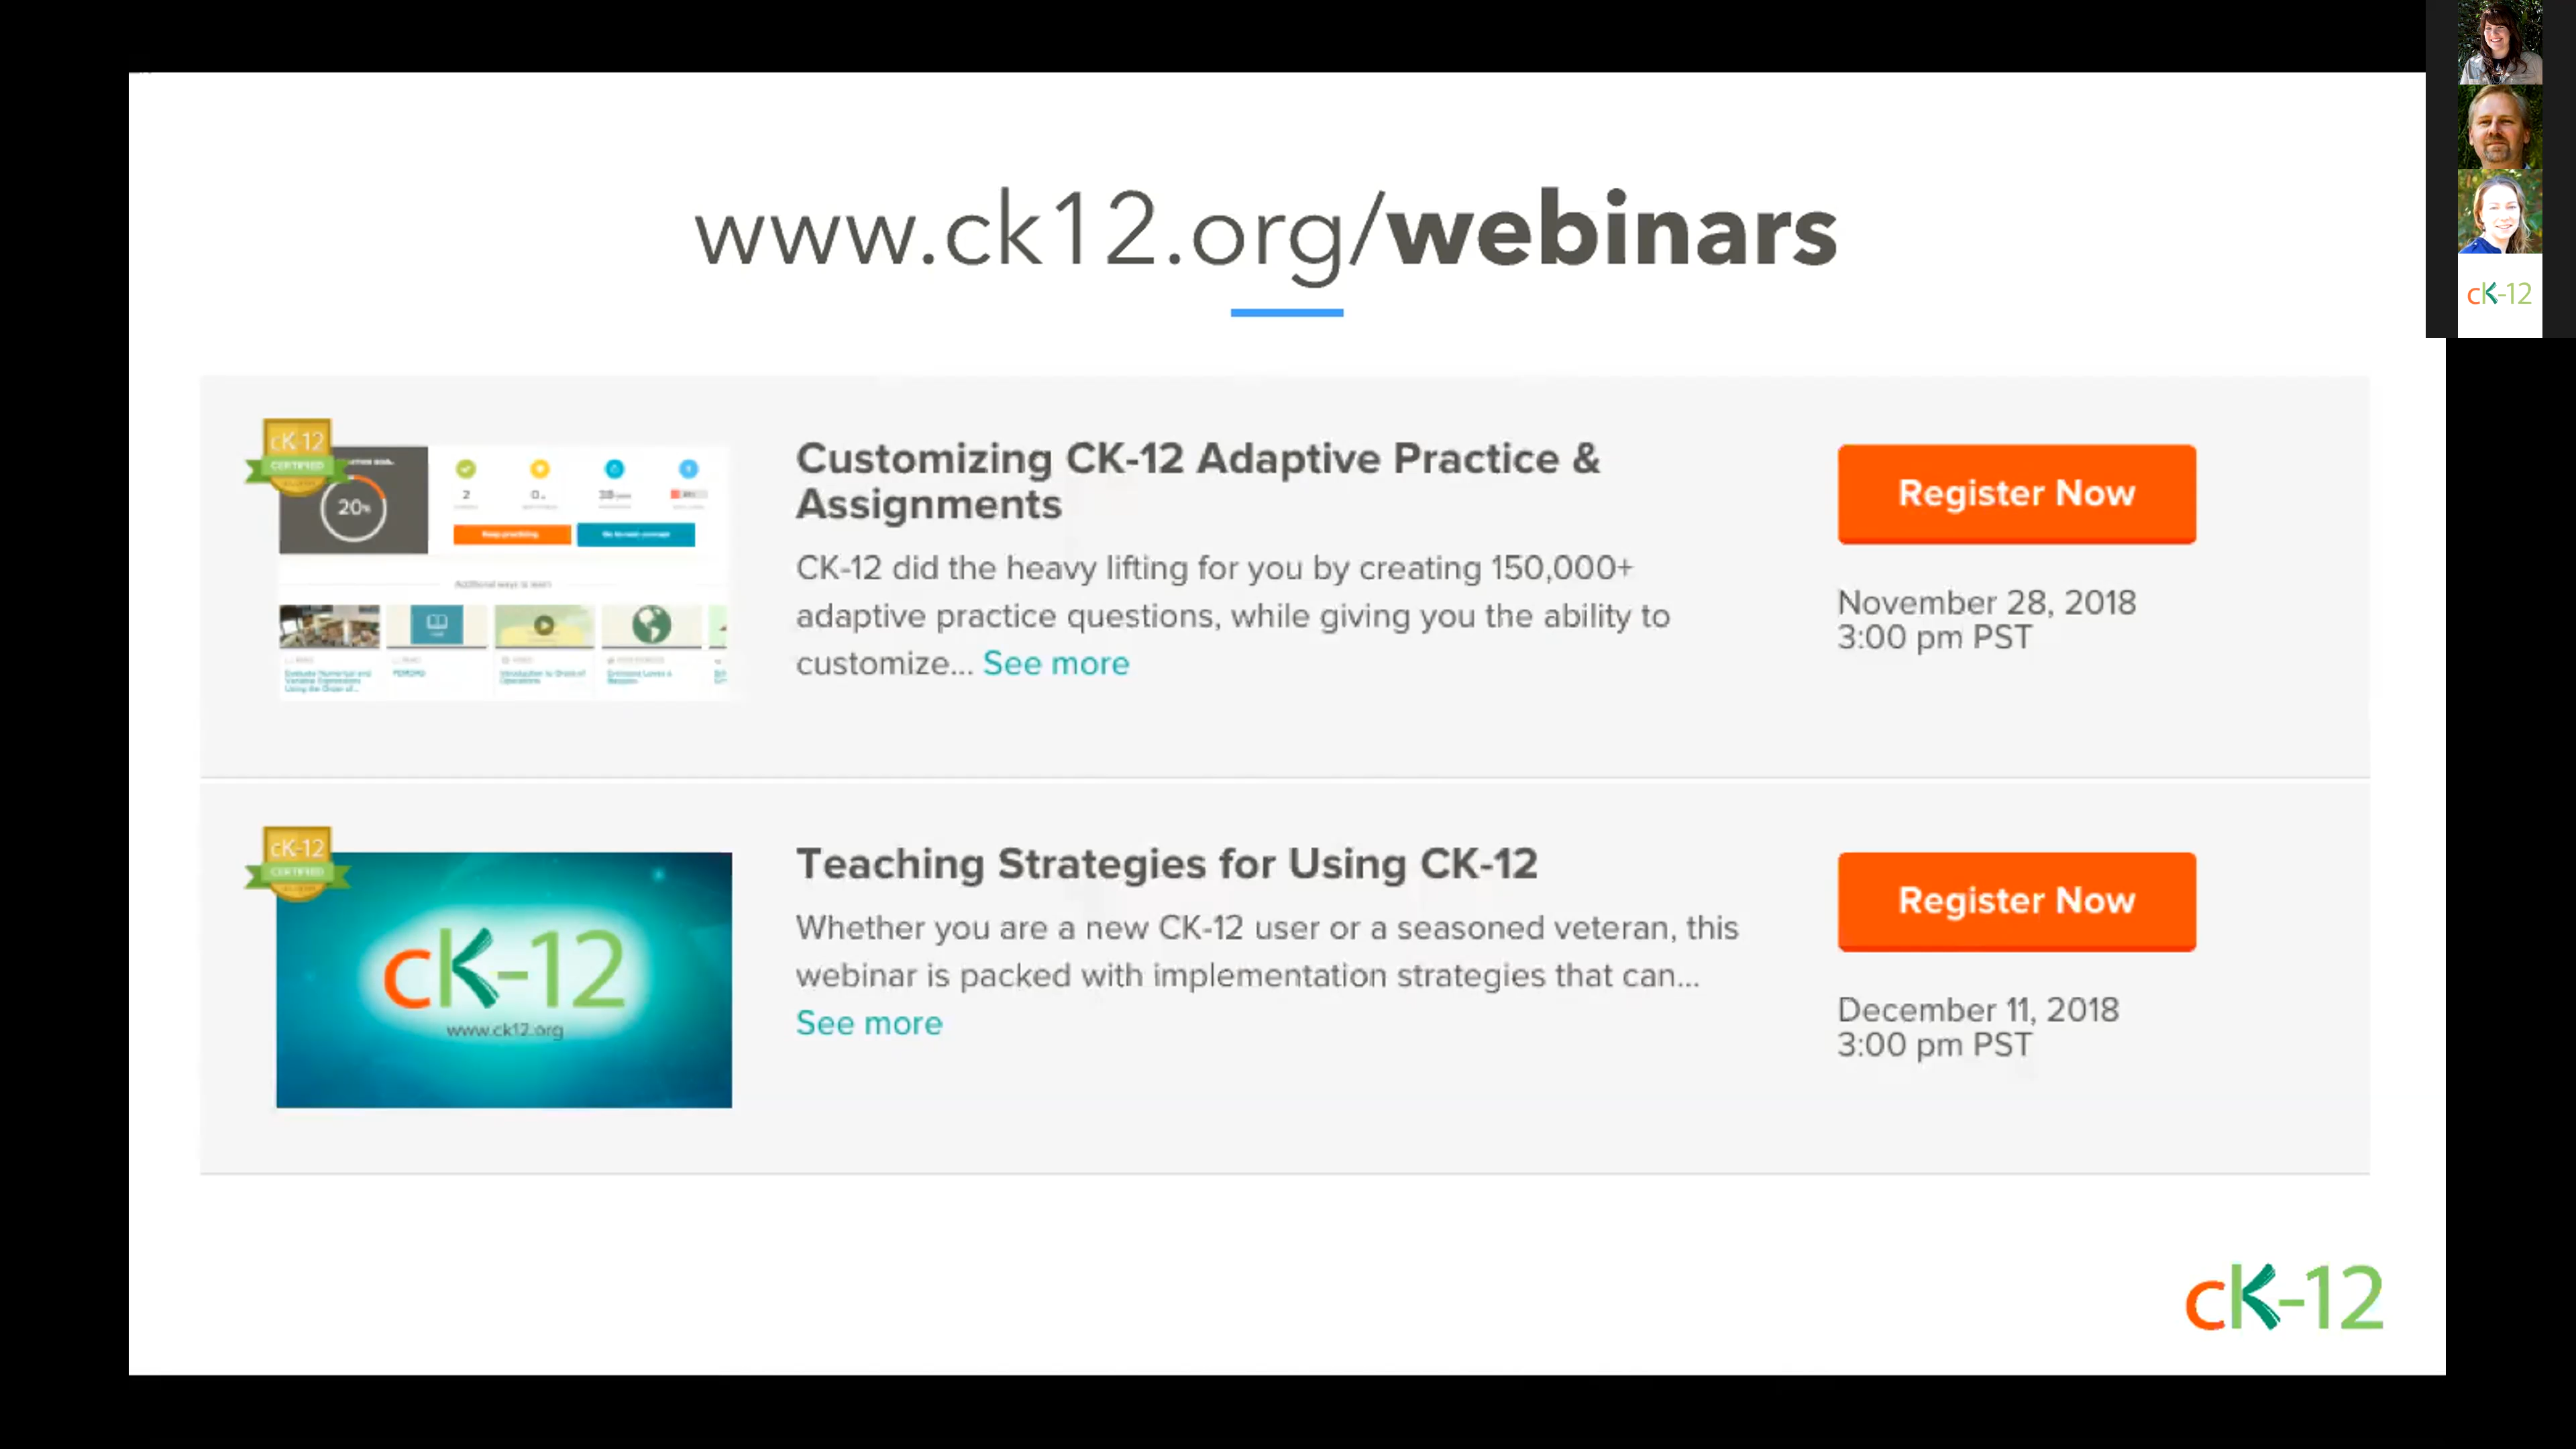 www.ck12.org/webinars
cK-12
cK-12
CERTIFIED
20%
2
Additional ways to learn
Customizing CK-12 Adaptive Practice &
Assignments
CK-12 did the heavy lifting for you by creating 150,000+
adaptive practice questions, while giving you the ability to
customize... See more
Register Now
November 28, 2018
3:00 pm PST
cK-12
CERTIFIED
cK-12
www.ck12.org
Teaching Strategies for Using CK-12
Whether you are a new CK-12 user or a seasoned veteran, this
webinar is packed with implementation strategies that can...
See more
Register Now
December 11, 2018
3:00 pm PST
cK-12